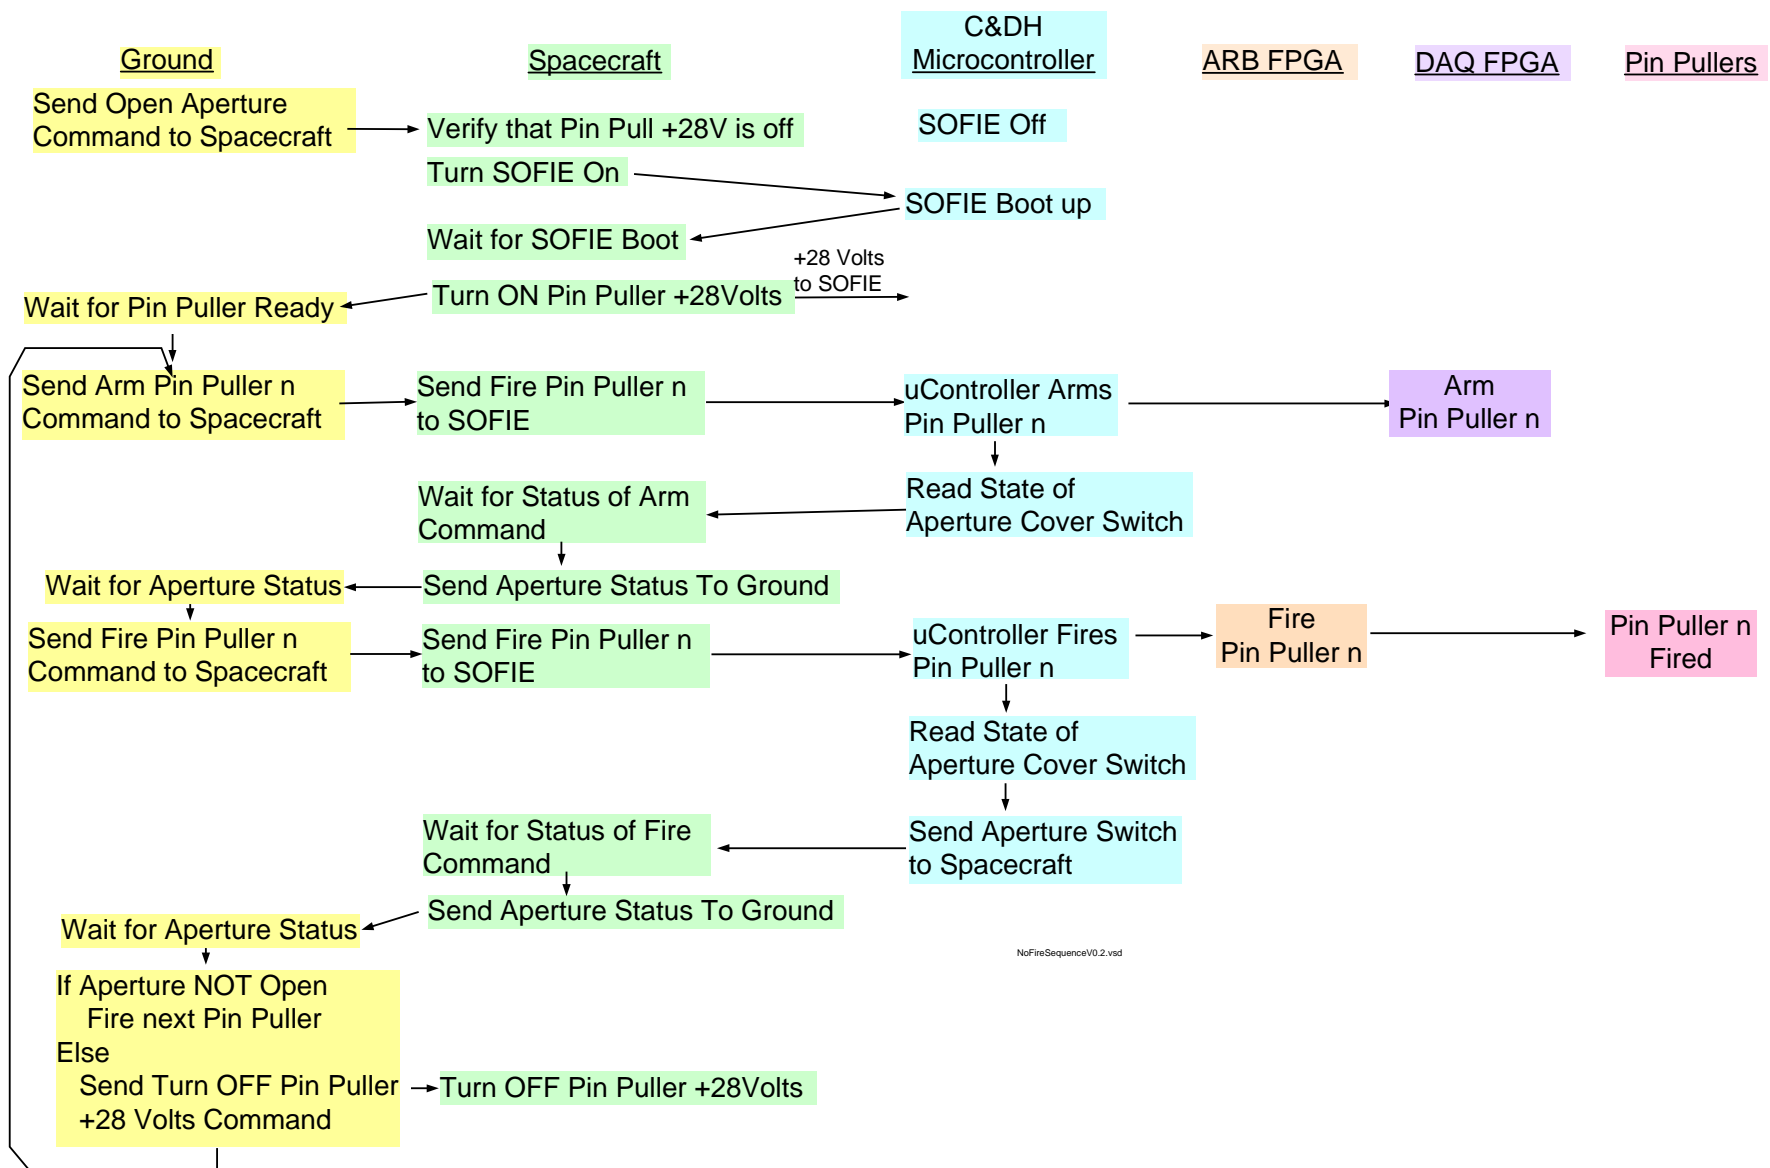 C&DH
Ground
Spacecraft
Microcontroller
ARB FPGA
DAQ FPGA
Pin Pullers
Send Open Aperture
Command to Spacecraft
Verify that Pin Pull +28V is off
SOFIE Off
Turn SOFIE On
SOFIE Boot up
Wait for SOFIE Boot
+28 Volts
to SOFIE
Turn ON Pin Puller +28Volts
Wait for Pin Puller Ready
Send Arm Pin Puller n
Command to Spacecraft
Send Fire Pin Puller n
to SOFIE
uController Arms
Pin Puller n
Arm
Pin Puller n
Read State of
Aperture Cover Switch
Wait for Status of Arm
Command
Send Aperture Status To Ground
Wait for Aperture Status
Send Fire Pin Puller n
Command to Spacecraft
Send Fire Pin Puller n
to SOFIE
uController Fires
Pin Puller n
Fire
Pin Puller n
Pin Puller n
Fired
Read State of
Aperture Cover Switch
Send Aperture Switch
to Spacecraft
Wait for Status of Fire
Command
Send Aperture Status To Ground
Wait for Aperture Status
NoFireSequenceV0.2.vsd
If Aperture NOT Open
Fire next Pin Puller
Else
Send Turn OFF Pin Puller
+28 Volts Command
Turn OFF Pin Puller +28Volts